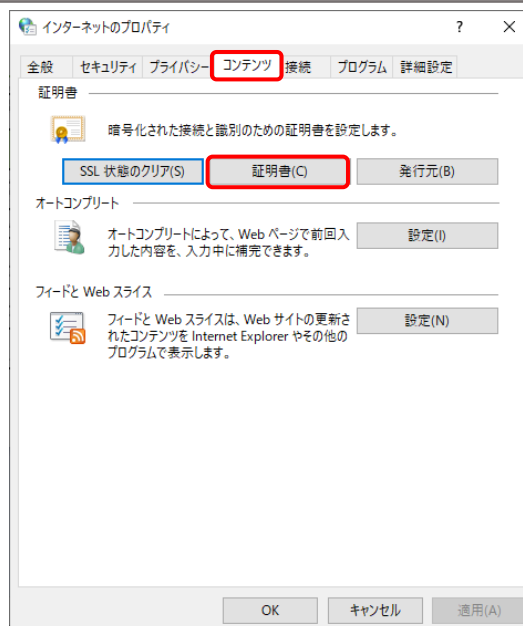 インターネットのプロパティ
全般 セキュリティ プライバシー コンテンツ 接続 プログラム 詳細設定
証明書
暗号化された接続と識別のための証明書を設定します。
SSL 状態のクリア(S) 証明書(C) 発行元(B)
オートコンプリート
オートコンプリートによって、Web ページで前回入
力した内容を、入力中に補完できます。
設定(I)
フィードと Web スライス
フィードと Web スライスは、Web サイトの更新さ
れたコンテンツを Internet Explorer やその他の
プログラムで表示します。
設定(N)
OK キャンセル 適用(A)